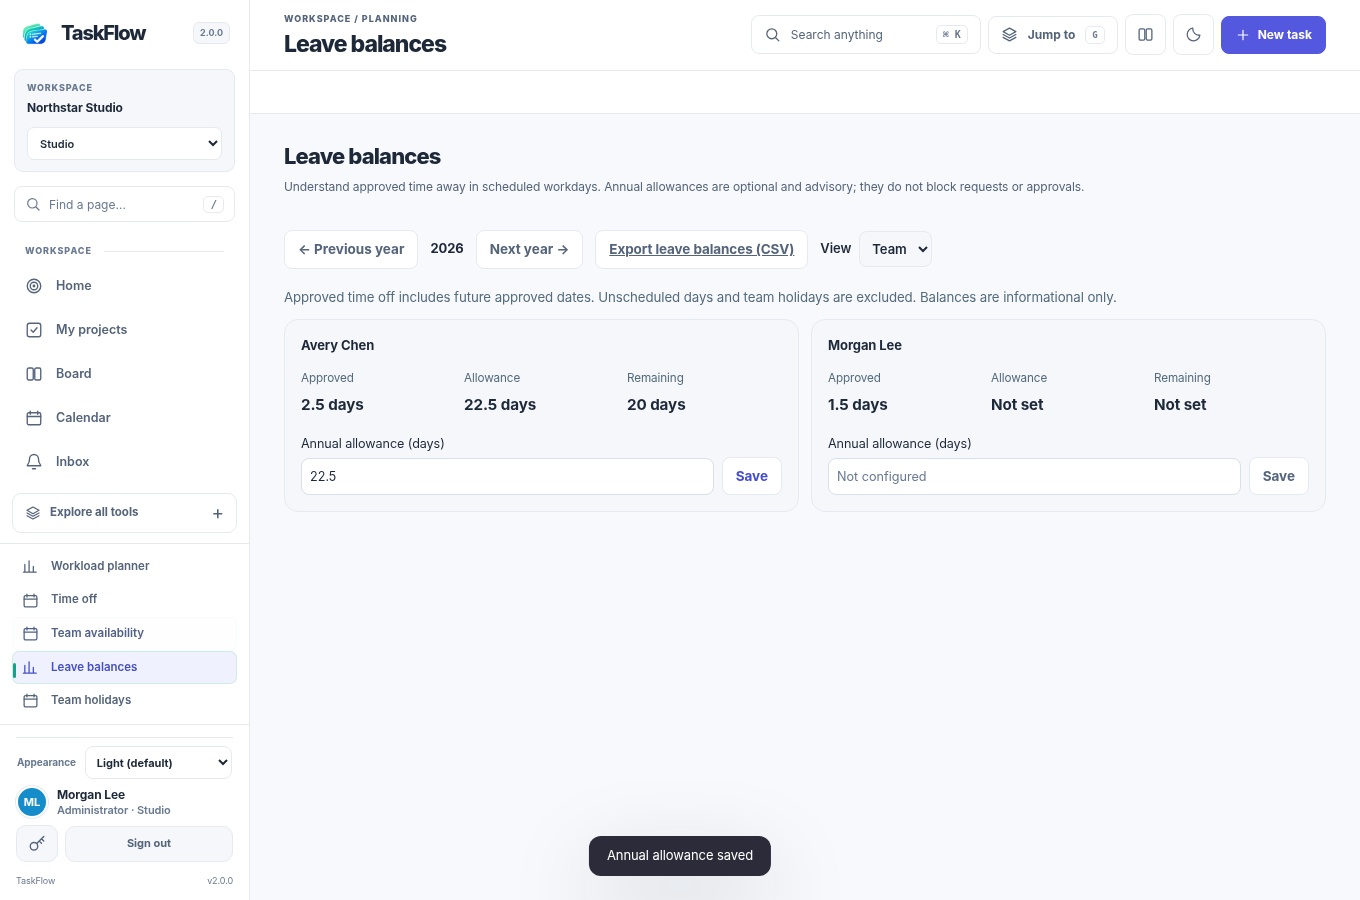 TaskFlow
2.0.0
WORKSPACE
Northstar Studio
Studio
Find a page...
/
WORKSPACE
Home
My projects
Board
Calendar
Inbox
Explore all tools
+
Workload planner
Time off
Team availability
Leave balances
Team holidays
Appearance
Light (default)
ML
Morgan Lee
Administrator · Studio
Sign out
TaskFlow
v2.0.0
WORKSPACE / PLANNING
Leave balances
Search anything
⌘ K
Jump to
G
New task
Leave balances
Understand approved time away in scheduled workdays. Annual allowances are optional and advisory; they do not block requests or approvals.
← Previous year
2026
Next year →
Export leave balances (CSV)
View
Team
Approved time off includes future approved dates. Unscheduled days and team holidays are excluded. Balances are informational only.
Avery Chen
Approved
Allowance
Remaining
2.5 days
22.5 days
20 days
Annual allowance (days)
22.5
Save
Morgan Lee
Approved
Allowance
Remaining
1.5 days
Not set
Not set
Annual allowance (days)
Not configured
Save
Annual allowance saved